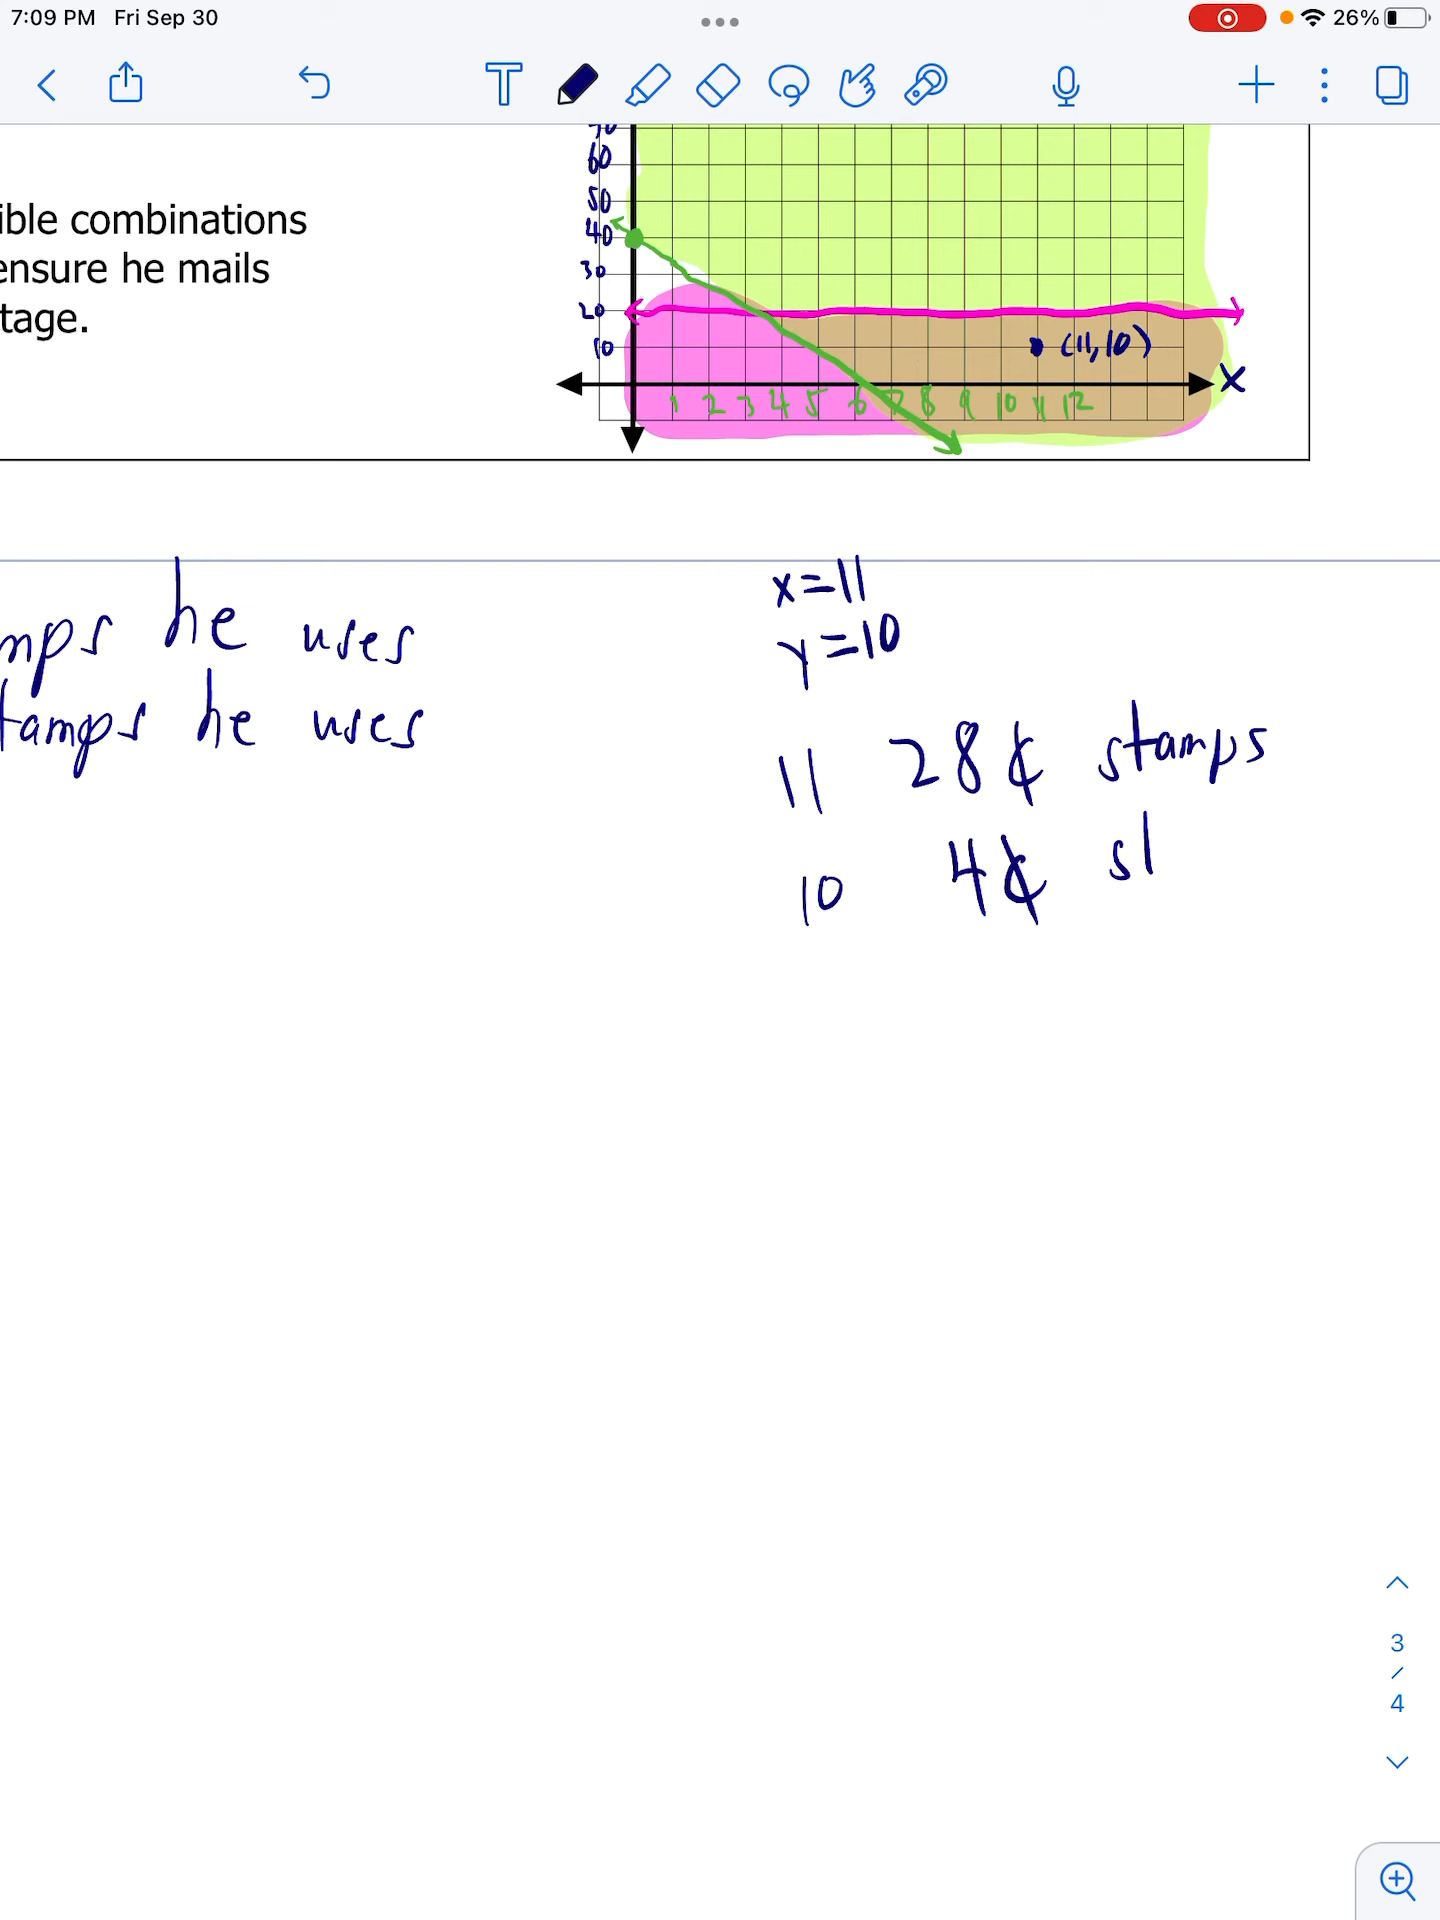 7:09 PM Fri Sep 30
26%
T
60
50
40
30
20
10
(11,10)
x
1 2 3 4 5 6 7 8 9 10 11 12
ible combinations
ensure he mails
tage.
mps he uses
tamps he uses
x=11
y=10
11 28¢ stamps
10 4¢ st
3
/
4